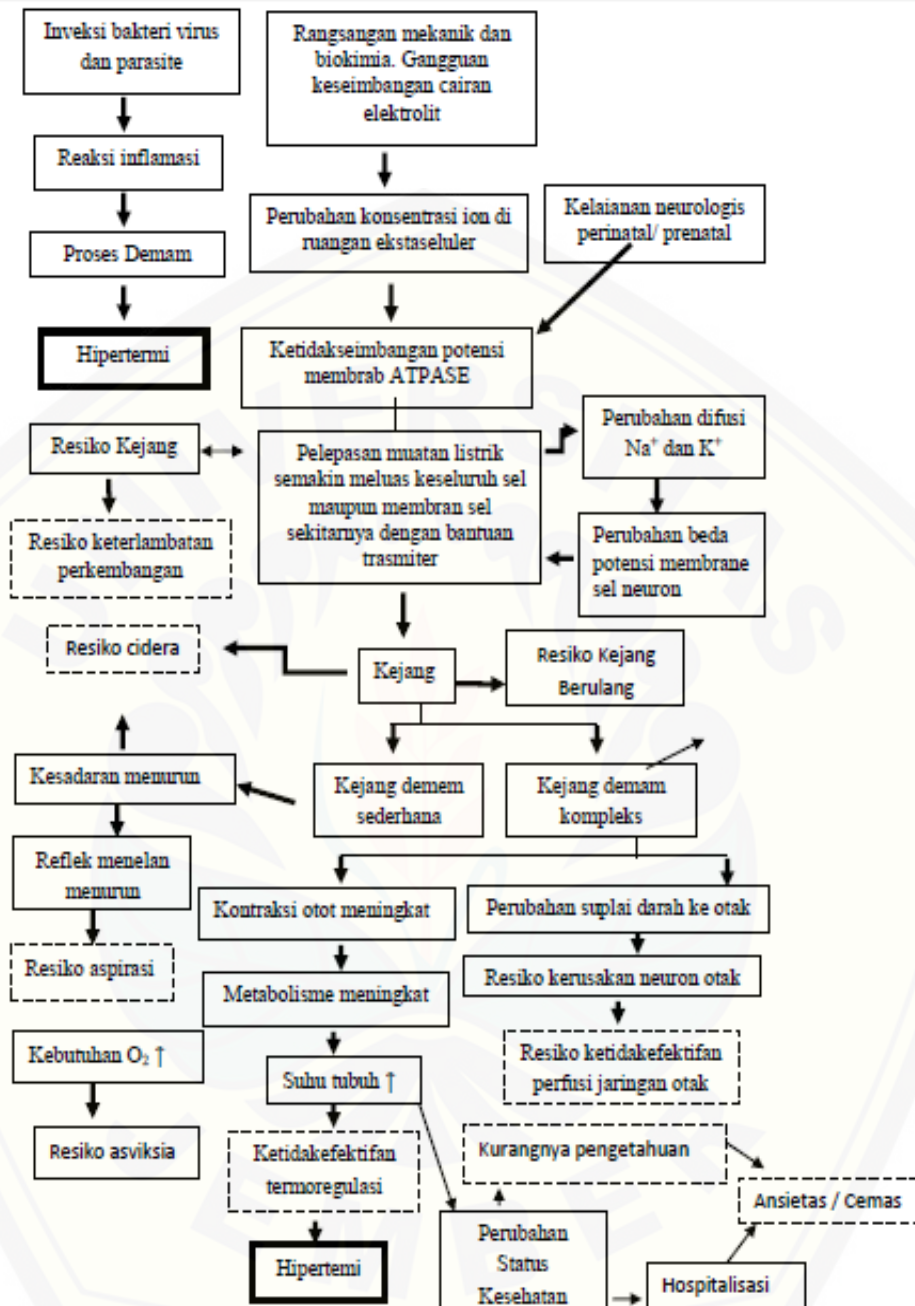 Inveksi bakteri virus
dan parasite
Rangsangan mekanik dan
biokimia. Gangguan
keseimbangan cairan
elektrolit
Reaksi inflamasi
Perubahan konsentrasi ion di
ruangan ekstaseluler
Kelaianan neurologis
perinatal/ prenatal
Proses Demam
Hipertermi
Ketidakseimbangan potensi
membrab ATPASE
Perubahan difusi
Na⁺ dan K⁺
Resiko Kejang
Pelepasan muatan listrik
semakin meluas keseluruh sel
maupun membran sel
sekitarnya dengan bantuan
trasmiter
Resiko keterlambatan
perkembangan
Perubahan beda
potensi membrane
sel neuron
Resiko cidera
Kejang
Resiko Kejang
Berulang
Kesadaran menurun
Kejang demem
sederhana
Kejang demam
kompleks
Reflek menelan
menurun
Kontraksi otot meningkat
Perubahan suplai darah ke otak
Resiko aspirasi
Metabolisme meningkat
Resiko kerusakan neuron otak
Kebutuhan O₂ ↑
Suhu tubuh ↑
Resiko ketidakefektifan
perfusi jaringan otak
Resiko asviksia
Ketidakefektifan
termoregulasi
Kurangnya pengetahuan
Ansietas / Cemas
Hipertemi
Perubahan
Status
Kesehatan
Hospitalisasi
UNIVERSITAS
JEMBER